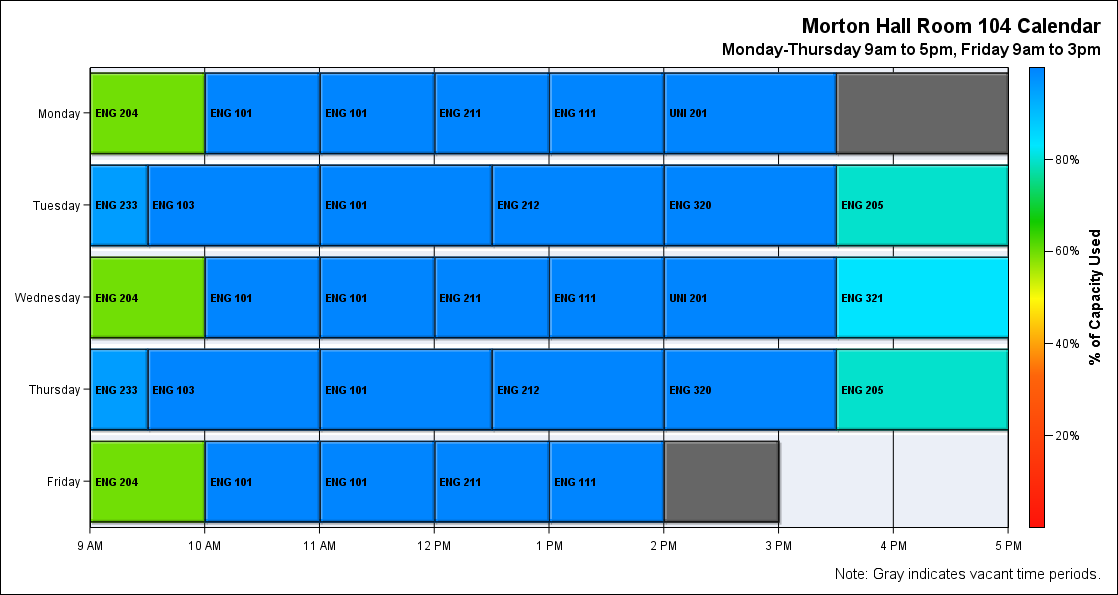 Morton Hall Room 104 Calendar
Monday-Thursday 9am to 5pm, Friday 9am to 3pm
Monday ENG 204 ENG 101 ENG 101 ENG 211 ENG 111 UNI 201
Tuesday ENG 233 ENG 103 ENG 101 ENG 212 ENG 320 ENG 205
Wednesday ENG 204 ENG 101 ENG 101 ENG 211 ENG 111 UNI 201 ENG 321
Thursday ENG 233 ENG 103 ENG 101 ENG 212 ENG 320 ENG 205
Friday ENG 204 ENG 101 ENG 101 ENG 211 ENG 111
9 AM 10 AM 11 AM 12 PM 1 PM 2 PM 3 PM 4 PM 5 PM
80%
60%
40%
20%
% of Capacity Used
Note: Gray indicates vacant time periods.